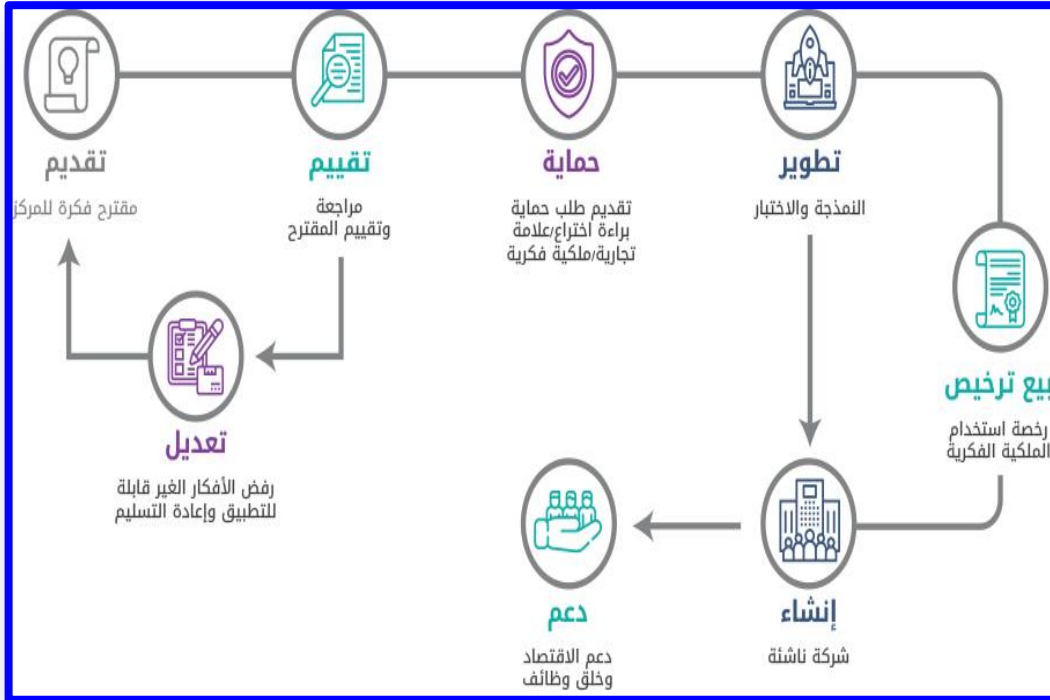 تقديم
مقترح فكرة للمركز
تقييم
مراجعة
وتقييم المقترح
حماية
تقديم طلب حماية
براءة اختراع/علامة
تجارية/ملكية فكرية
تطوير
النمذجة والاختبار
بيع ترخيص
رخصة استخدام
الملكية الفكرية
تعديل
رفض الأفكار الغير قابلة
للتطبيق وإعادة التسليم
إنشاء
شركة ناشئة
دعم
دعم الاقتصاد
وخلق وظائف